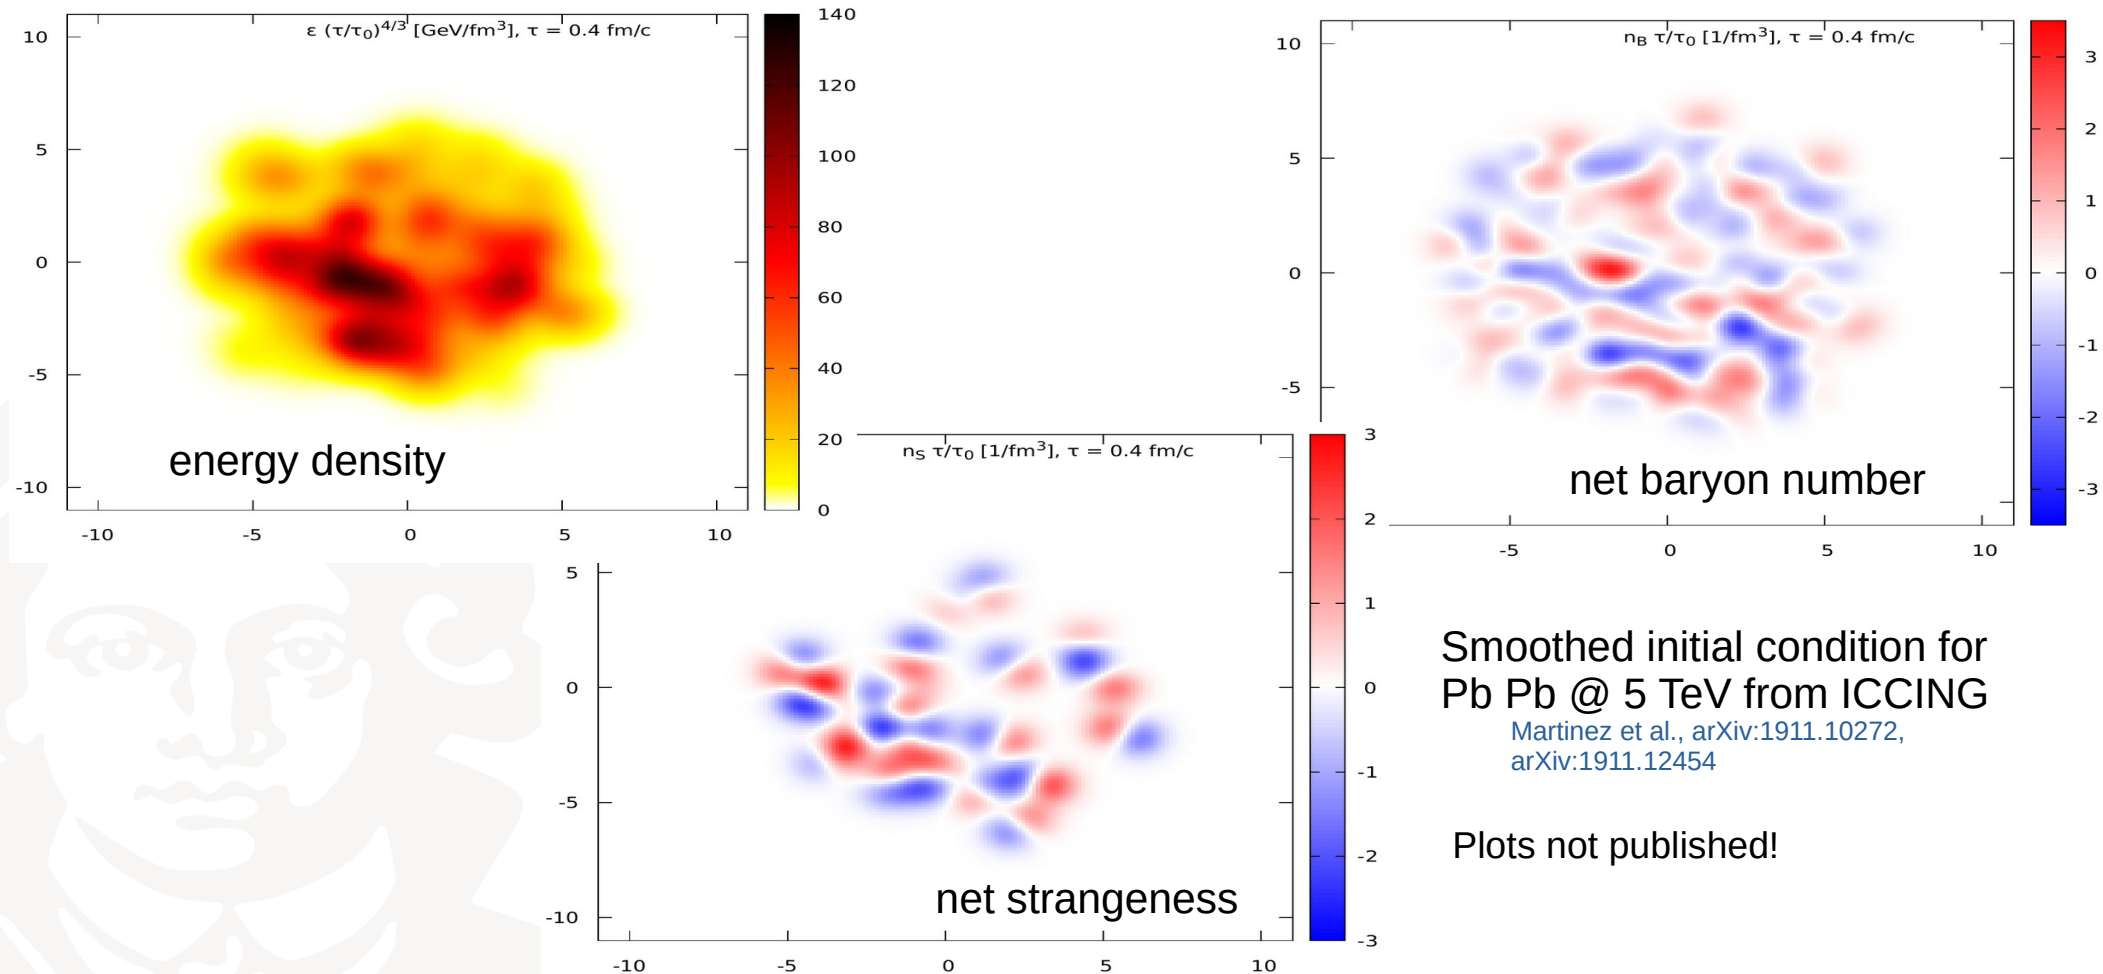 ε (τ/τ₀)⁴ᐟ³ [GeV/fm³], τ = 0.4 fm/c
10
5
0
-5
-10
-10 -5 0 5 10
140
120
100
80
60
40
20
0
energy density
n_B τ/τ₀ [1/fm³], τ = 0.4 fm/c
10
5
0
-5
-5 0 5 10
3
2
1
0
-1
-2
-3
net baryon number
n_S τ/τ₀ [1/fm³], τ = 0.4 fm/c
5
0
-5
-10
-10 -5 0 5 10
3
2
1
0
-1
-2
-3
net strangeness
Smoothed initial condition for
Pb Pb @ 5 TeV from ICCING
Martinez et al., arXiv:1911.10272,
arXiv:1911.12454
Plots not published!